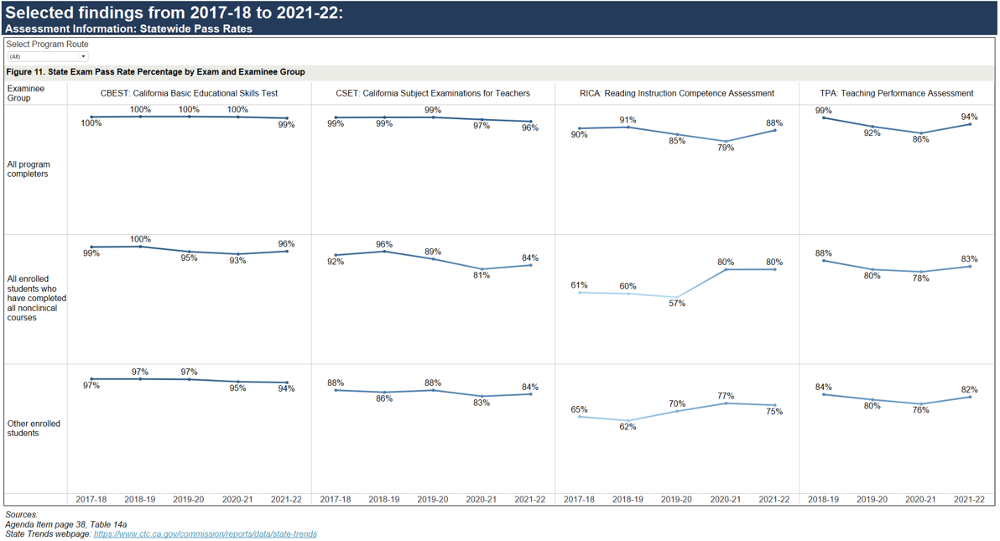 Selected findings from 2017-18 to 2021-22:
Assessment Information: Statewide Pass Rates
Select Program Route
(All)
Figure 11. State Exam Pass Rate Percentage by Exam and Examinee Group
Examinee
Group
CBEST: California Basic Educational Skills Test
CSET: California Subject Examinations for Teachers
RICA: Reading Instruction Competence Assessment
TPA: Teaching Performance Assessment
All program
completers
100% 100% 100% 100% 99%
99% 99% 99% 97% 96%
90% 91% 85% 79% 88%
99% 92% 86% 94%
All enrolled
students who
have completed
all nonclinical
courses
99% 100% 95% 93% 96%
92% 96% 89% 81% 84%
61% 60% 57% 80% 80%
88% 80% 78% 83%
Other enrolled
students
97% 97% 97% 95% 94%
88% 86% 88% 83% 84%
65% 62% 70% 77% 75%
84% 80% 76% 82%
2017-18 2018-19 2019-20 2020-21 2021-22
2017-18 2018-19 2019-20 2020-21 2021-22
2017-18 2018-19 2019-20 2020-21 2021-22
2018-19 2019-20 2020-21 2021-22
Sources:
Agenda Item page 38, Table 14a
State Trends webpage: https://www.ctc.ca.gov/commission/reports/data/state-trends